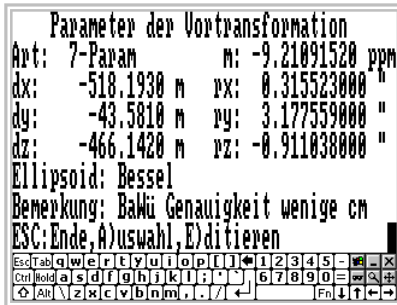 Parameter der Vortransformation
Art: 7-Param m: -9.21091520 ppm
dx: -518.1930 m rx: 0.315523000 "
dy: -43.5810 m ry: 3.177559000 "
dz: -466.1420 m rz: -0.911038000 "
Ellipsoid: Bessel
Bemerkung: BaWü Genauigkeit wenige cm
ESC:Ende,A)uswahl,E)ditieren
Esc Tab q w e r t y u i o p [ ] 1 2 3 4 5 -
Ctrl Hold a s d f g h j k l ; ' ` 6 7 8 9 0 =
Alt \ z x c v b n m , . / Fn